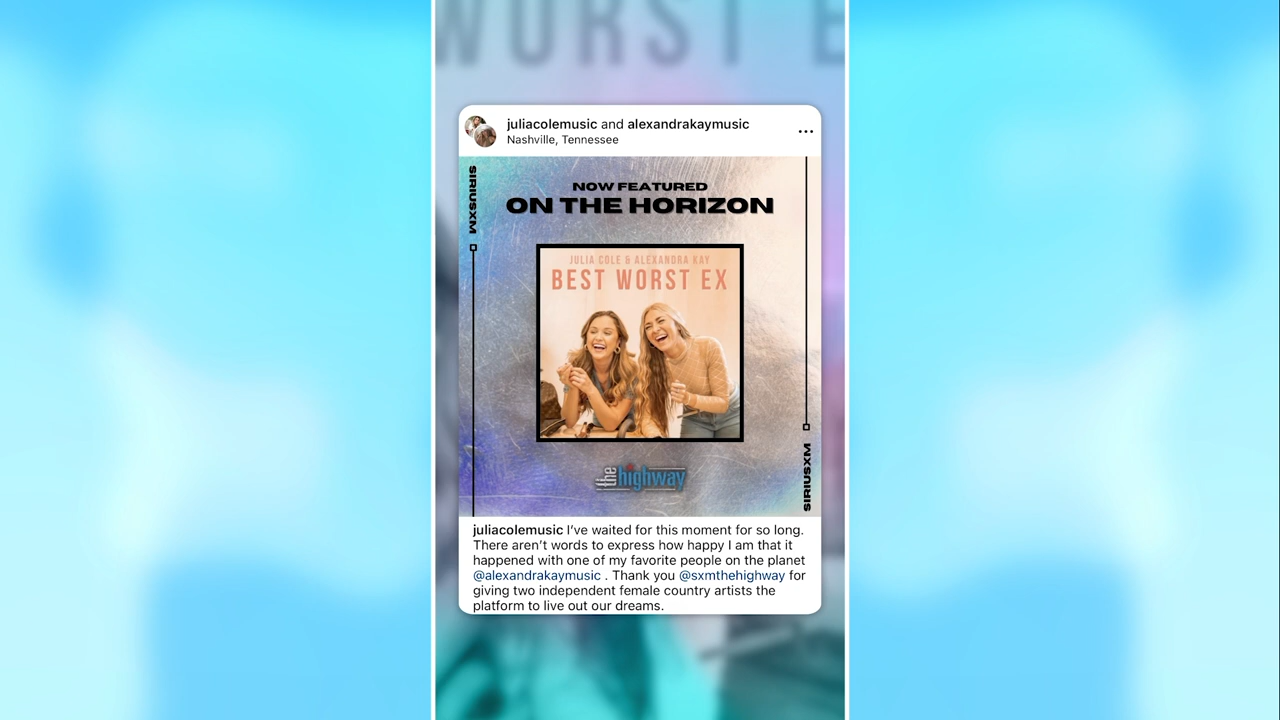 WORST E
juliacolemusic and alexandrakaymusic
Nashville, Tennessee
SIRIUSXM
NOW FEATURED
ON THE HORIZON
JULIA COLE & ALEXANDRA KAY
BEST WORST EX
the highway
SIRIUSXM
juliacolemusic I’ve waited for this moment for so long.
There aren’t words to express how happy I am that it
happened with one of my favorite people on the planet
@alexandrakaymusic . Thank you @sxmthehighway for
giving two independent female country artists the
platform to live out our dreams.